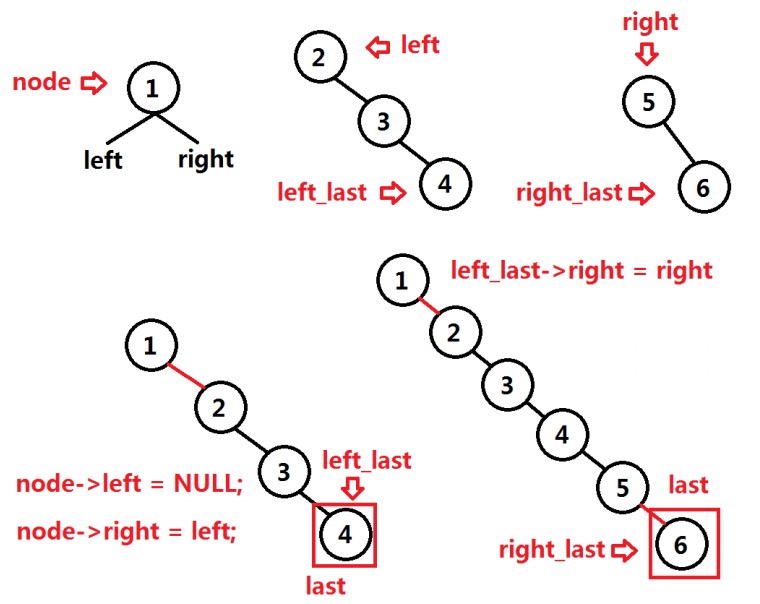 right
2
left
node
1
5
3
left
right
4
left_last
right_last
6
1
left_last->right = right
2
1
3
2
4
left_last
3
5
last
node->left = NULL;
node->right = left;
4
right_last
6
last